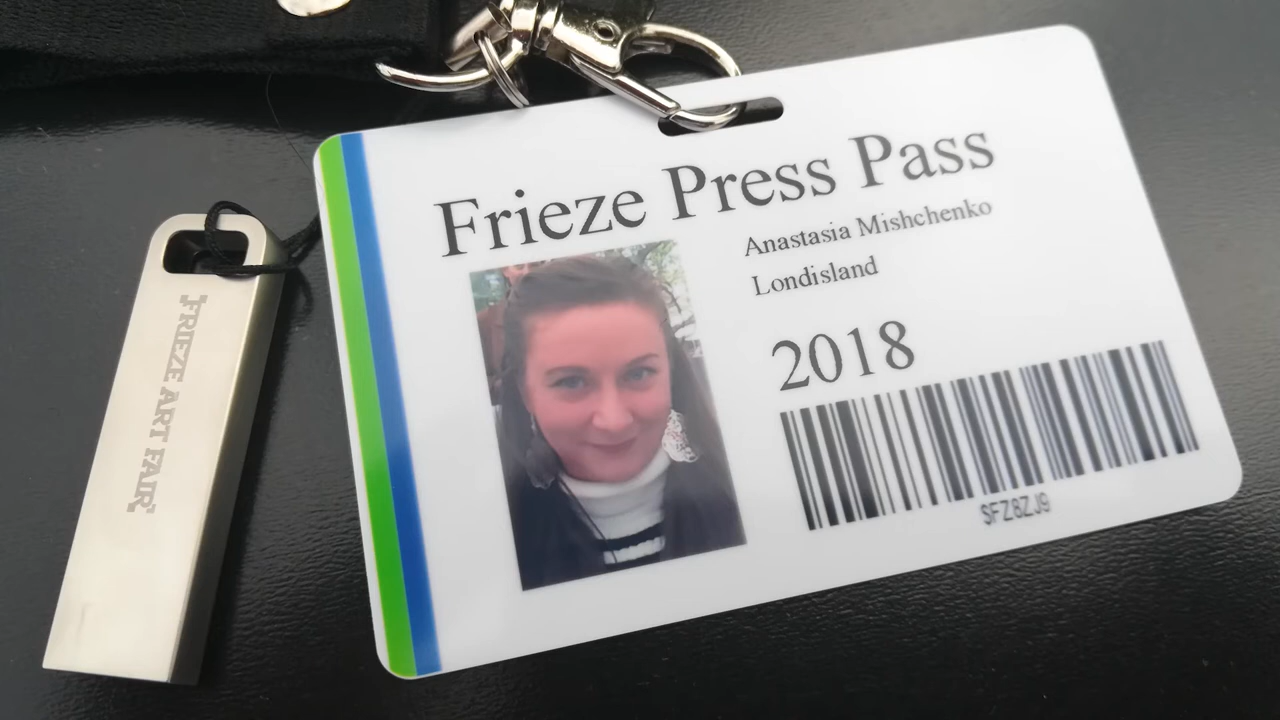 Frieze Press Pass
Anastasia Mishchenko
Londisland
2018
SFZ8ZJ9
FRIEZE ART FAIR